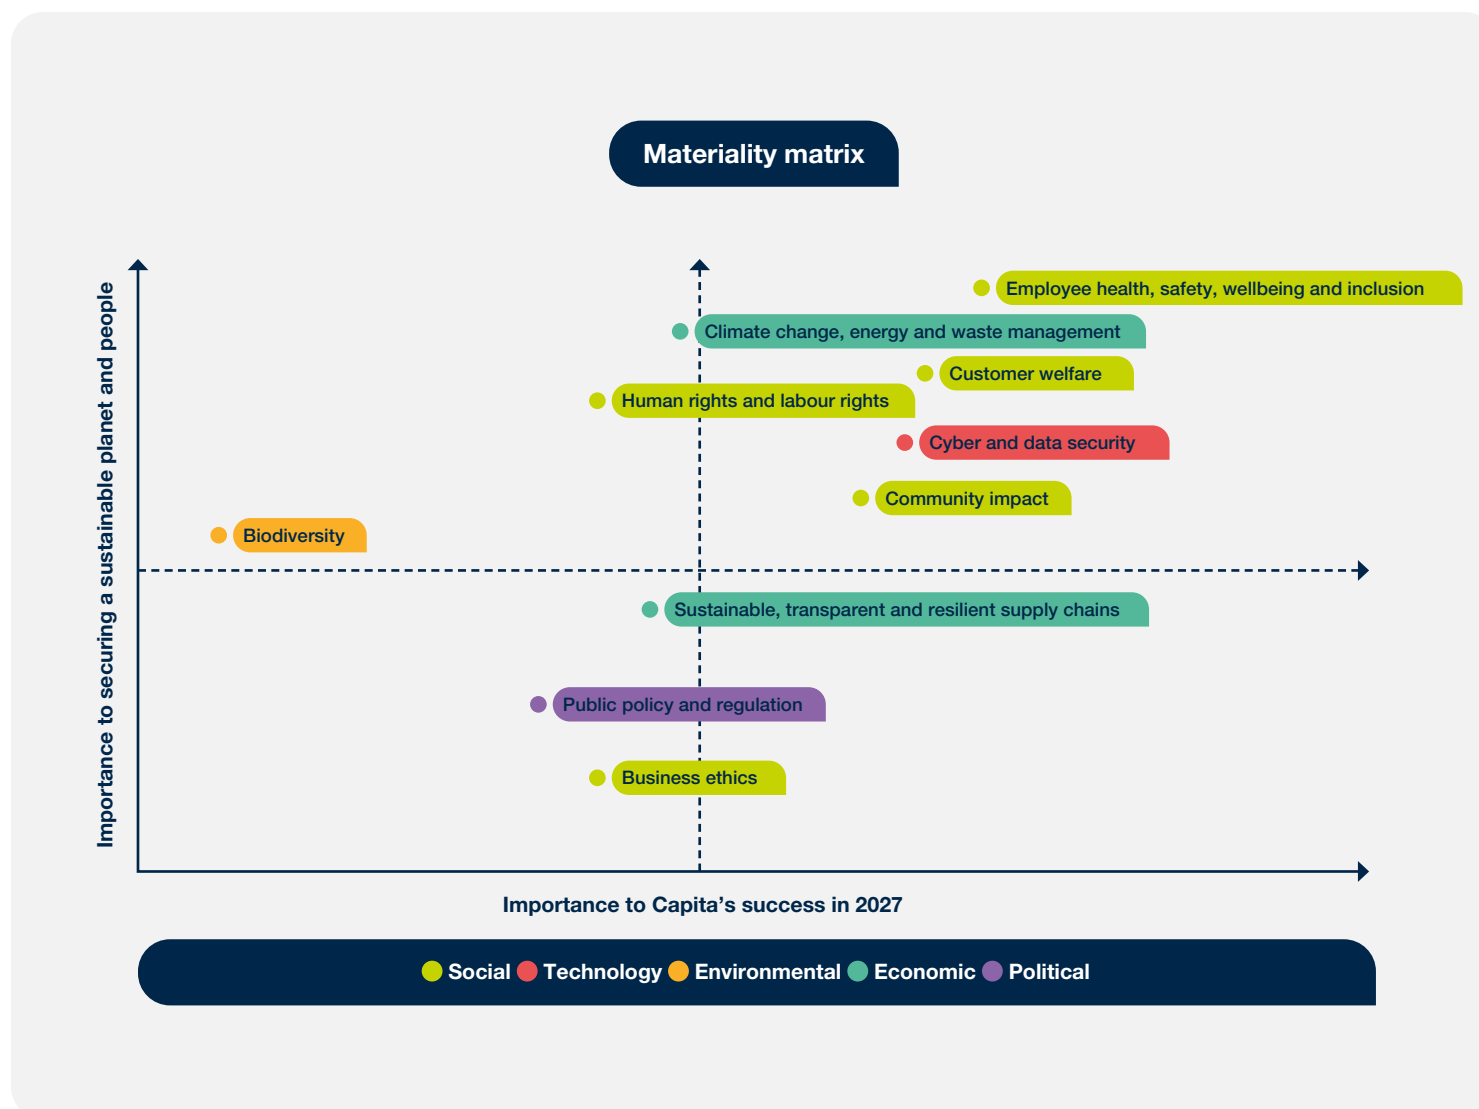 Materiality matrix
Importance to securing a sustainable planet and people
Employee health, safety, wellbeing and inclusion
Climate change, energy and waste management
Customer welfare
Human rights and labour rights
Cyber and data security
Community impact
Biodiversity
Sustainable, transparent and resilient supply chains
Public policy and regulation
Business ethics
Importance to Capita’s success in 2027
Social Technology Environmental Economic Political